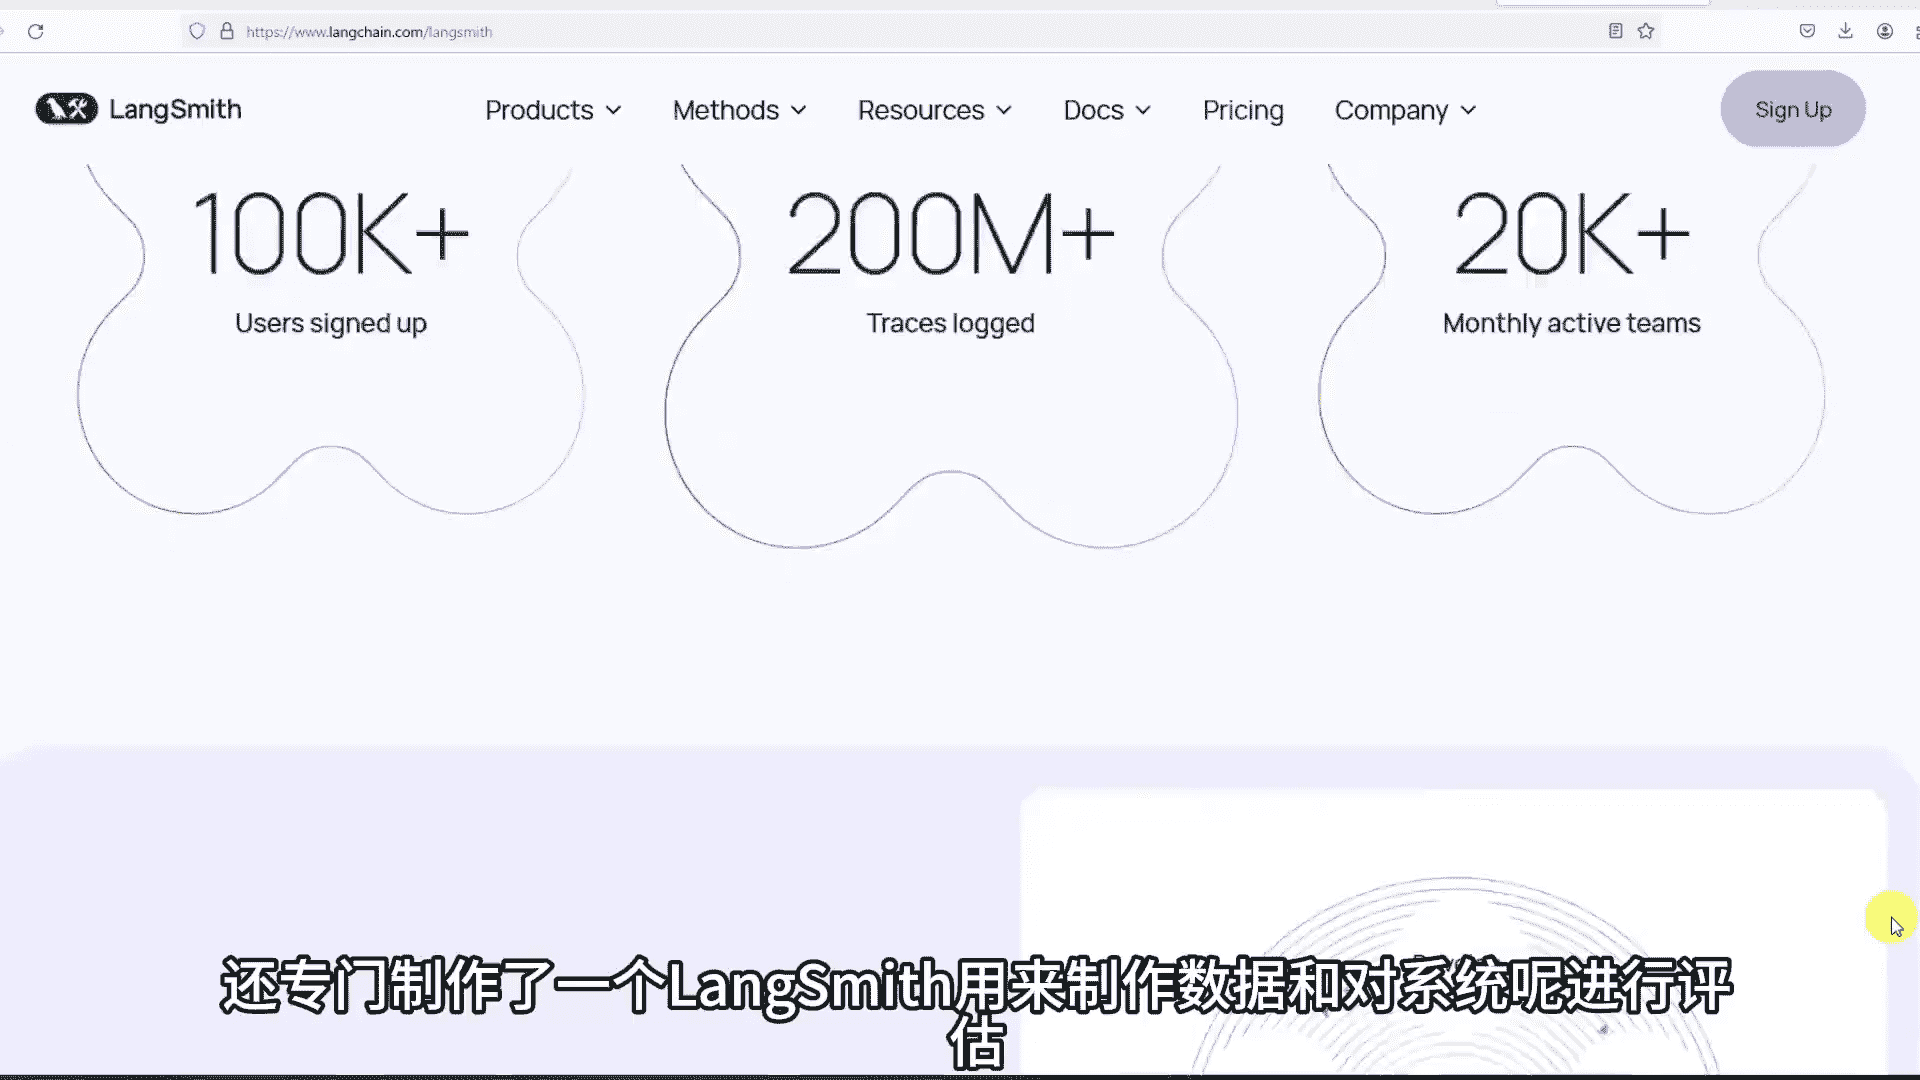 https://www.langchain.com/langsmith
LangSmith
Products
Methods
Resources
Docs
Pricing
Company
Sign Up
100K+
Users signed up
200M+
Traces logged
20K+
Monthly active teams
还专门制作了一个LangSmith用来制作数据和对系统呢进行评
估